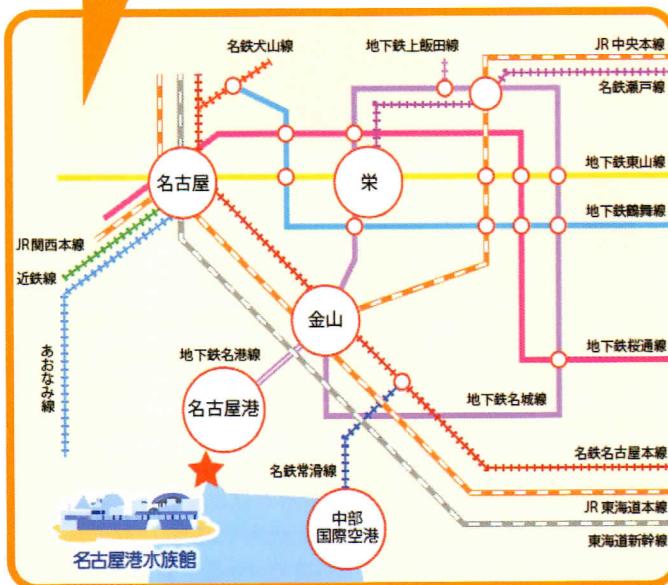 名鉄犬山線
地下鉄上飯田線
JR中央本線
名鉄瀬戸線
名古屋
栄
地下鉄東山線
地下鉄鶴舞線
JR関西本線
近鉄線
あおなみ線
金山
地下鉄名港線
地下鉄桜通線
名古屋港
地下鉄名城線
名鉄名古屋本線
名鉄常滑線
JR東海道本線
中部
国際空港
東海道新幹線
名古屋港水族館